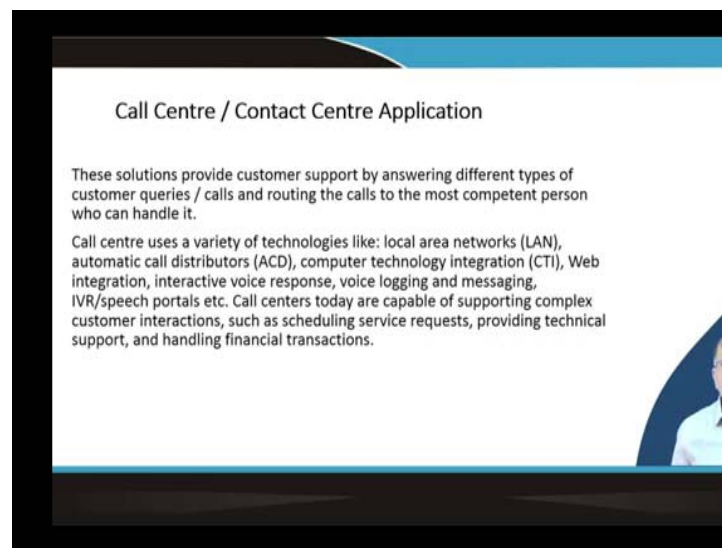 Call Centre / Contact Centre Application
These solutions provide customer support by answering different types of
customer queries / calls and routing the calls to the most competent person
who can handle it.
Call centre uses a variety of technologies like: local area networks (LAN),
automatic call distributors (ACD), computer technology integration (CTI), Web
integration, interactive voice response, voice logging and messaging,
IVR/speech portals etc. Call centers today are capable of supporting complex
customer interactions, such as scheduling service requests, providing technical
support, and handling financial transactions.